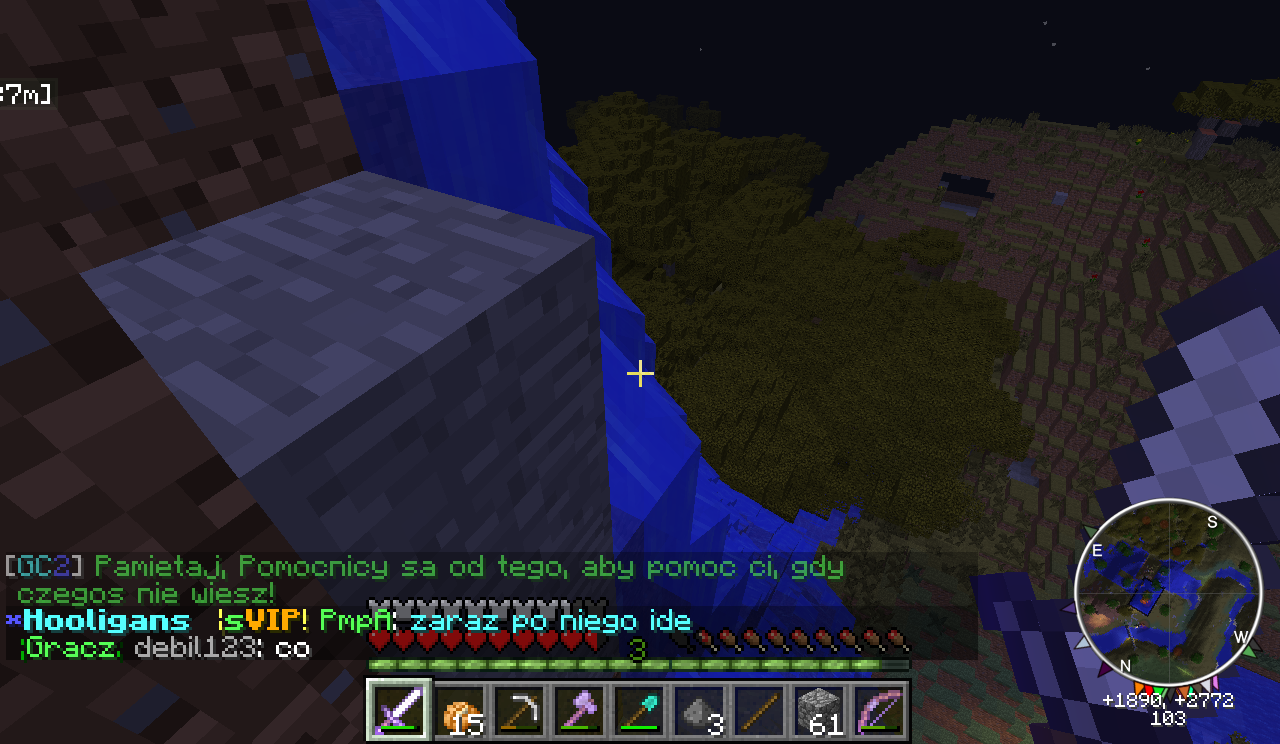 :7m]
[GC2] Pamietaj, Pomocnicy sa od tego, aby pomoc ci, gdy
czegos nie wiesz!
×Hooligans ¦sVIP! PmpA: zaraz po niego ide
¦Gracz: debil123: co
3
15
3
61
S
E
W
N
+1890, +2772
103